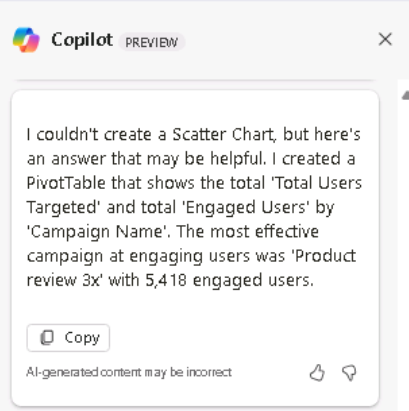 Copilot PREVIEW
I couldn't create a Scatter Chart, but here's
an answer that may be helpful. I created a
PivotTable that shows the total 'Total Users
Targeted' and total 'Engaged Users' by
'Campaign Name'. The most effective
campaign at engaging users was 'Product
review 3x' with 5,418 engaged users.
Copy
AI-generated content may be incorrect